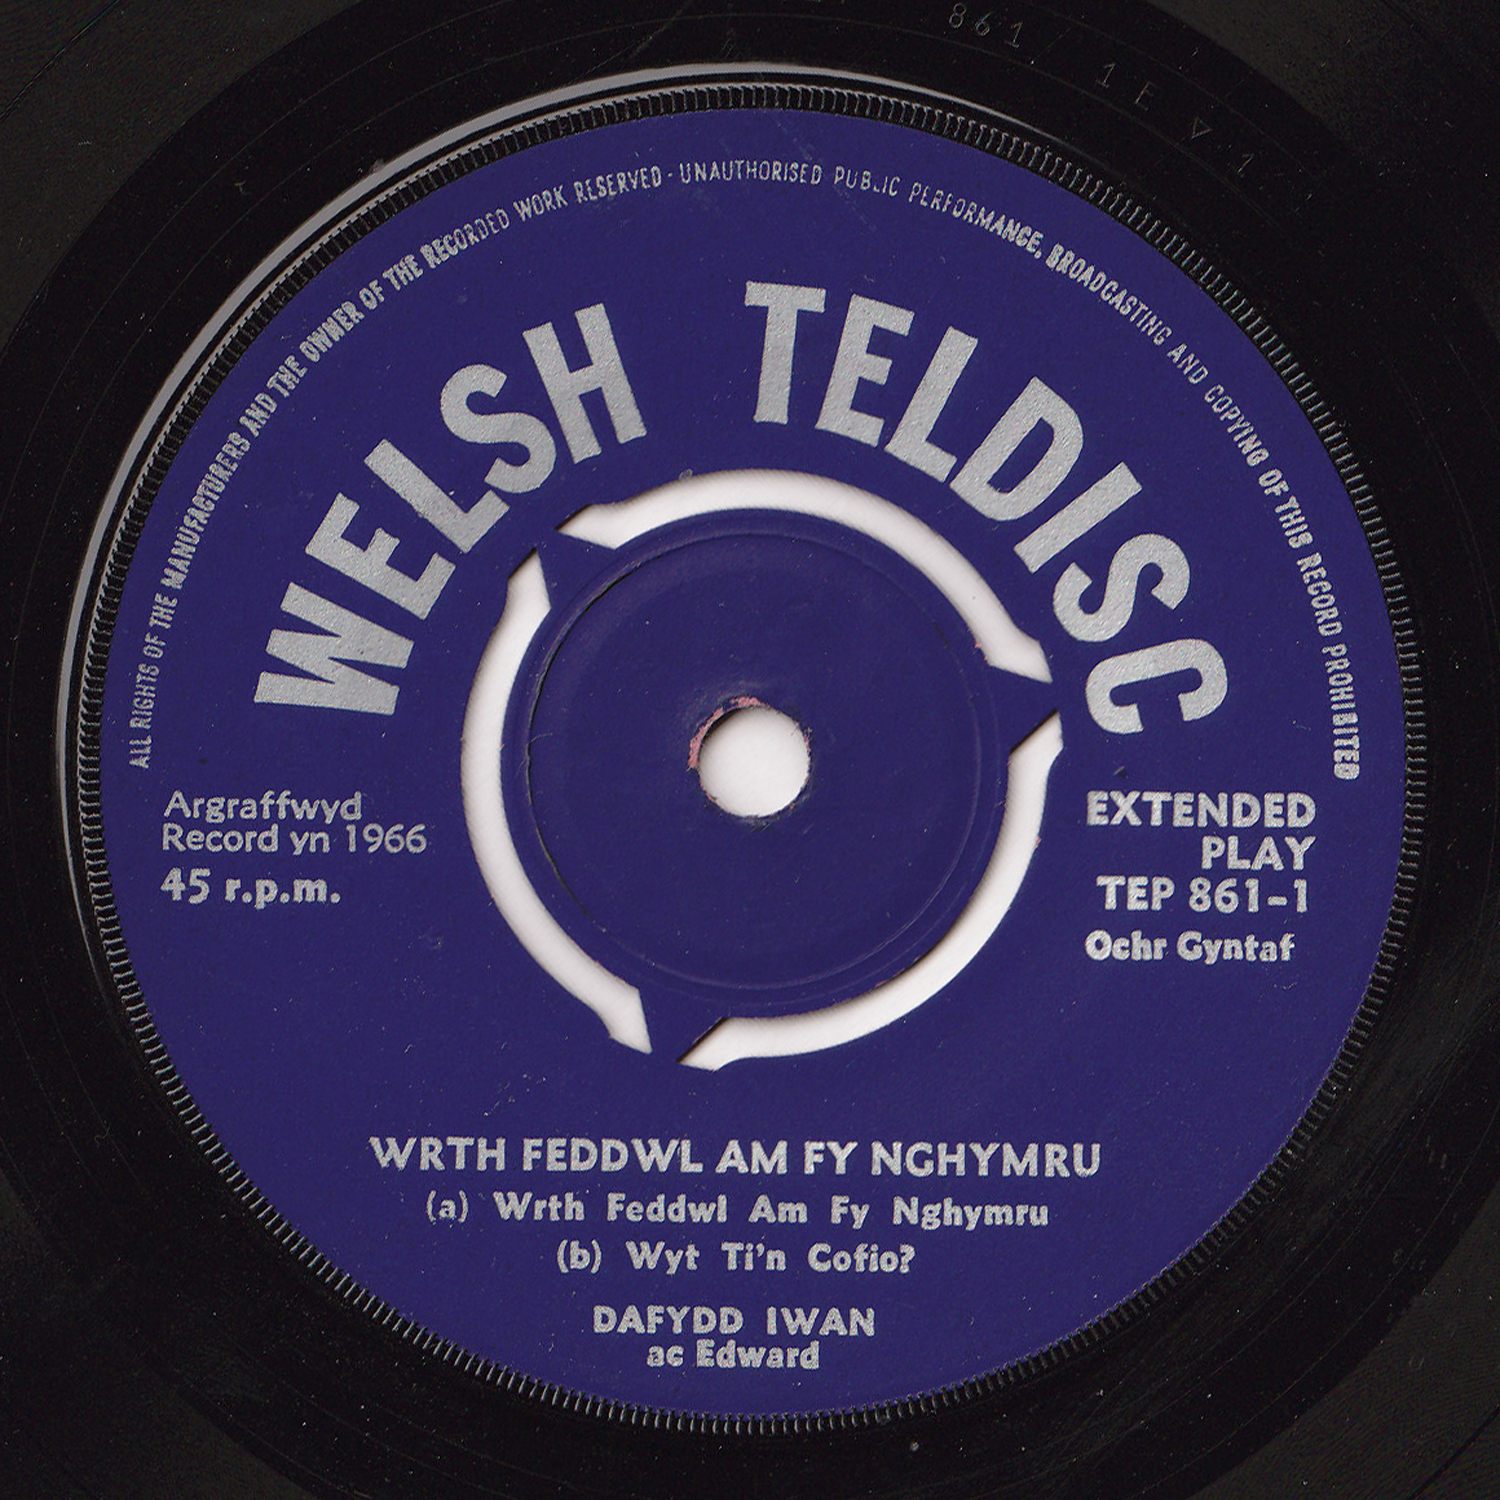 861 1E ▽ 1
ALL RIGHTS OF THE MANUFACTURERS AND THE OWNER OF THE RECORDED WORK RESERVED · UNAUTHORISED PUBLIC PERFORMANCE, BROADCASTING AND COPYING OF THIS RECORD PROHIBITED
WELSH TELDISC
Argraffwyd
Record yn 1966
45 r.p.m.
EXTENDED
PLAY
TEP 861-1
Ochr Gyntaf
WRTH FEDDWL AM FY NGHYMRU
(a) Wrth Feddwl Am Fy Nghymru
(b) Wyt Ti'n Cofio?
DAFYDD IWAN
ac Edward